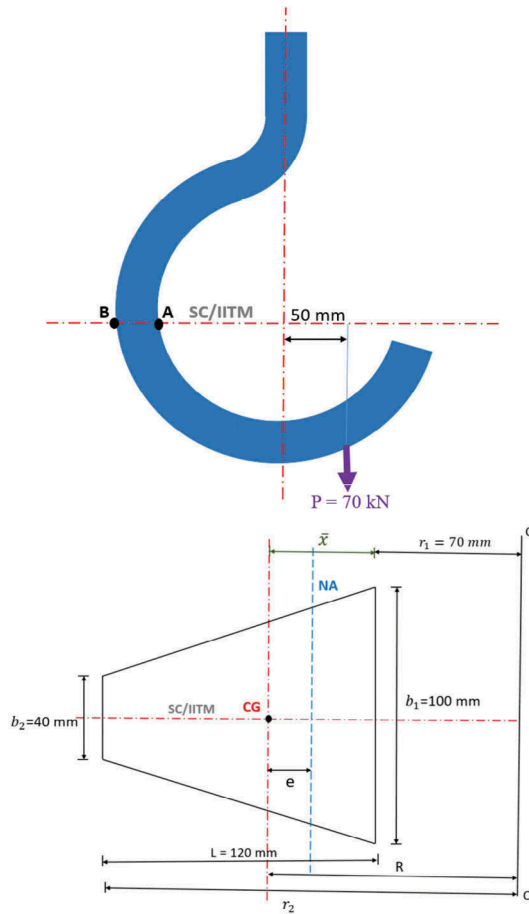 B
A
SC/IITM
50 mm
P = 70 kN
x̄
r₁ = 70 mm
NA
b₂=40 mm
SC/IITM
CG
b₁=100 mm
e
L = 120 mm
R
r₂